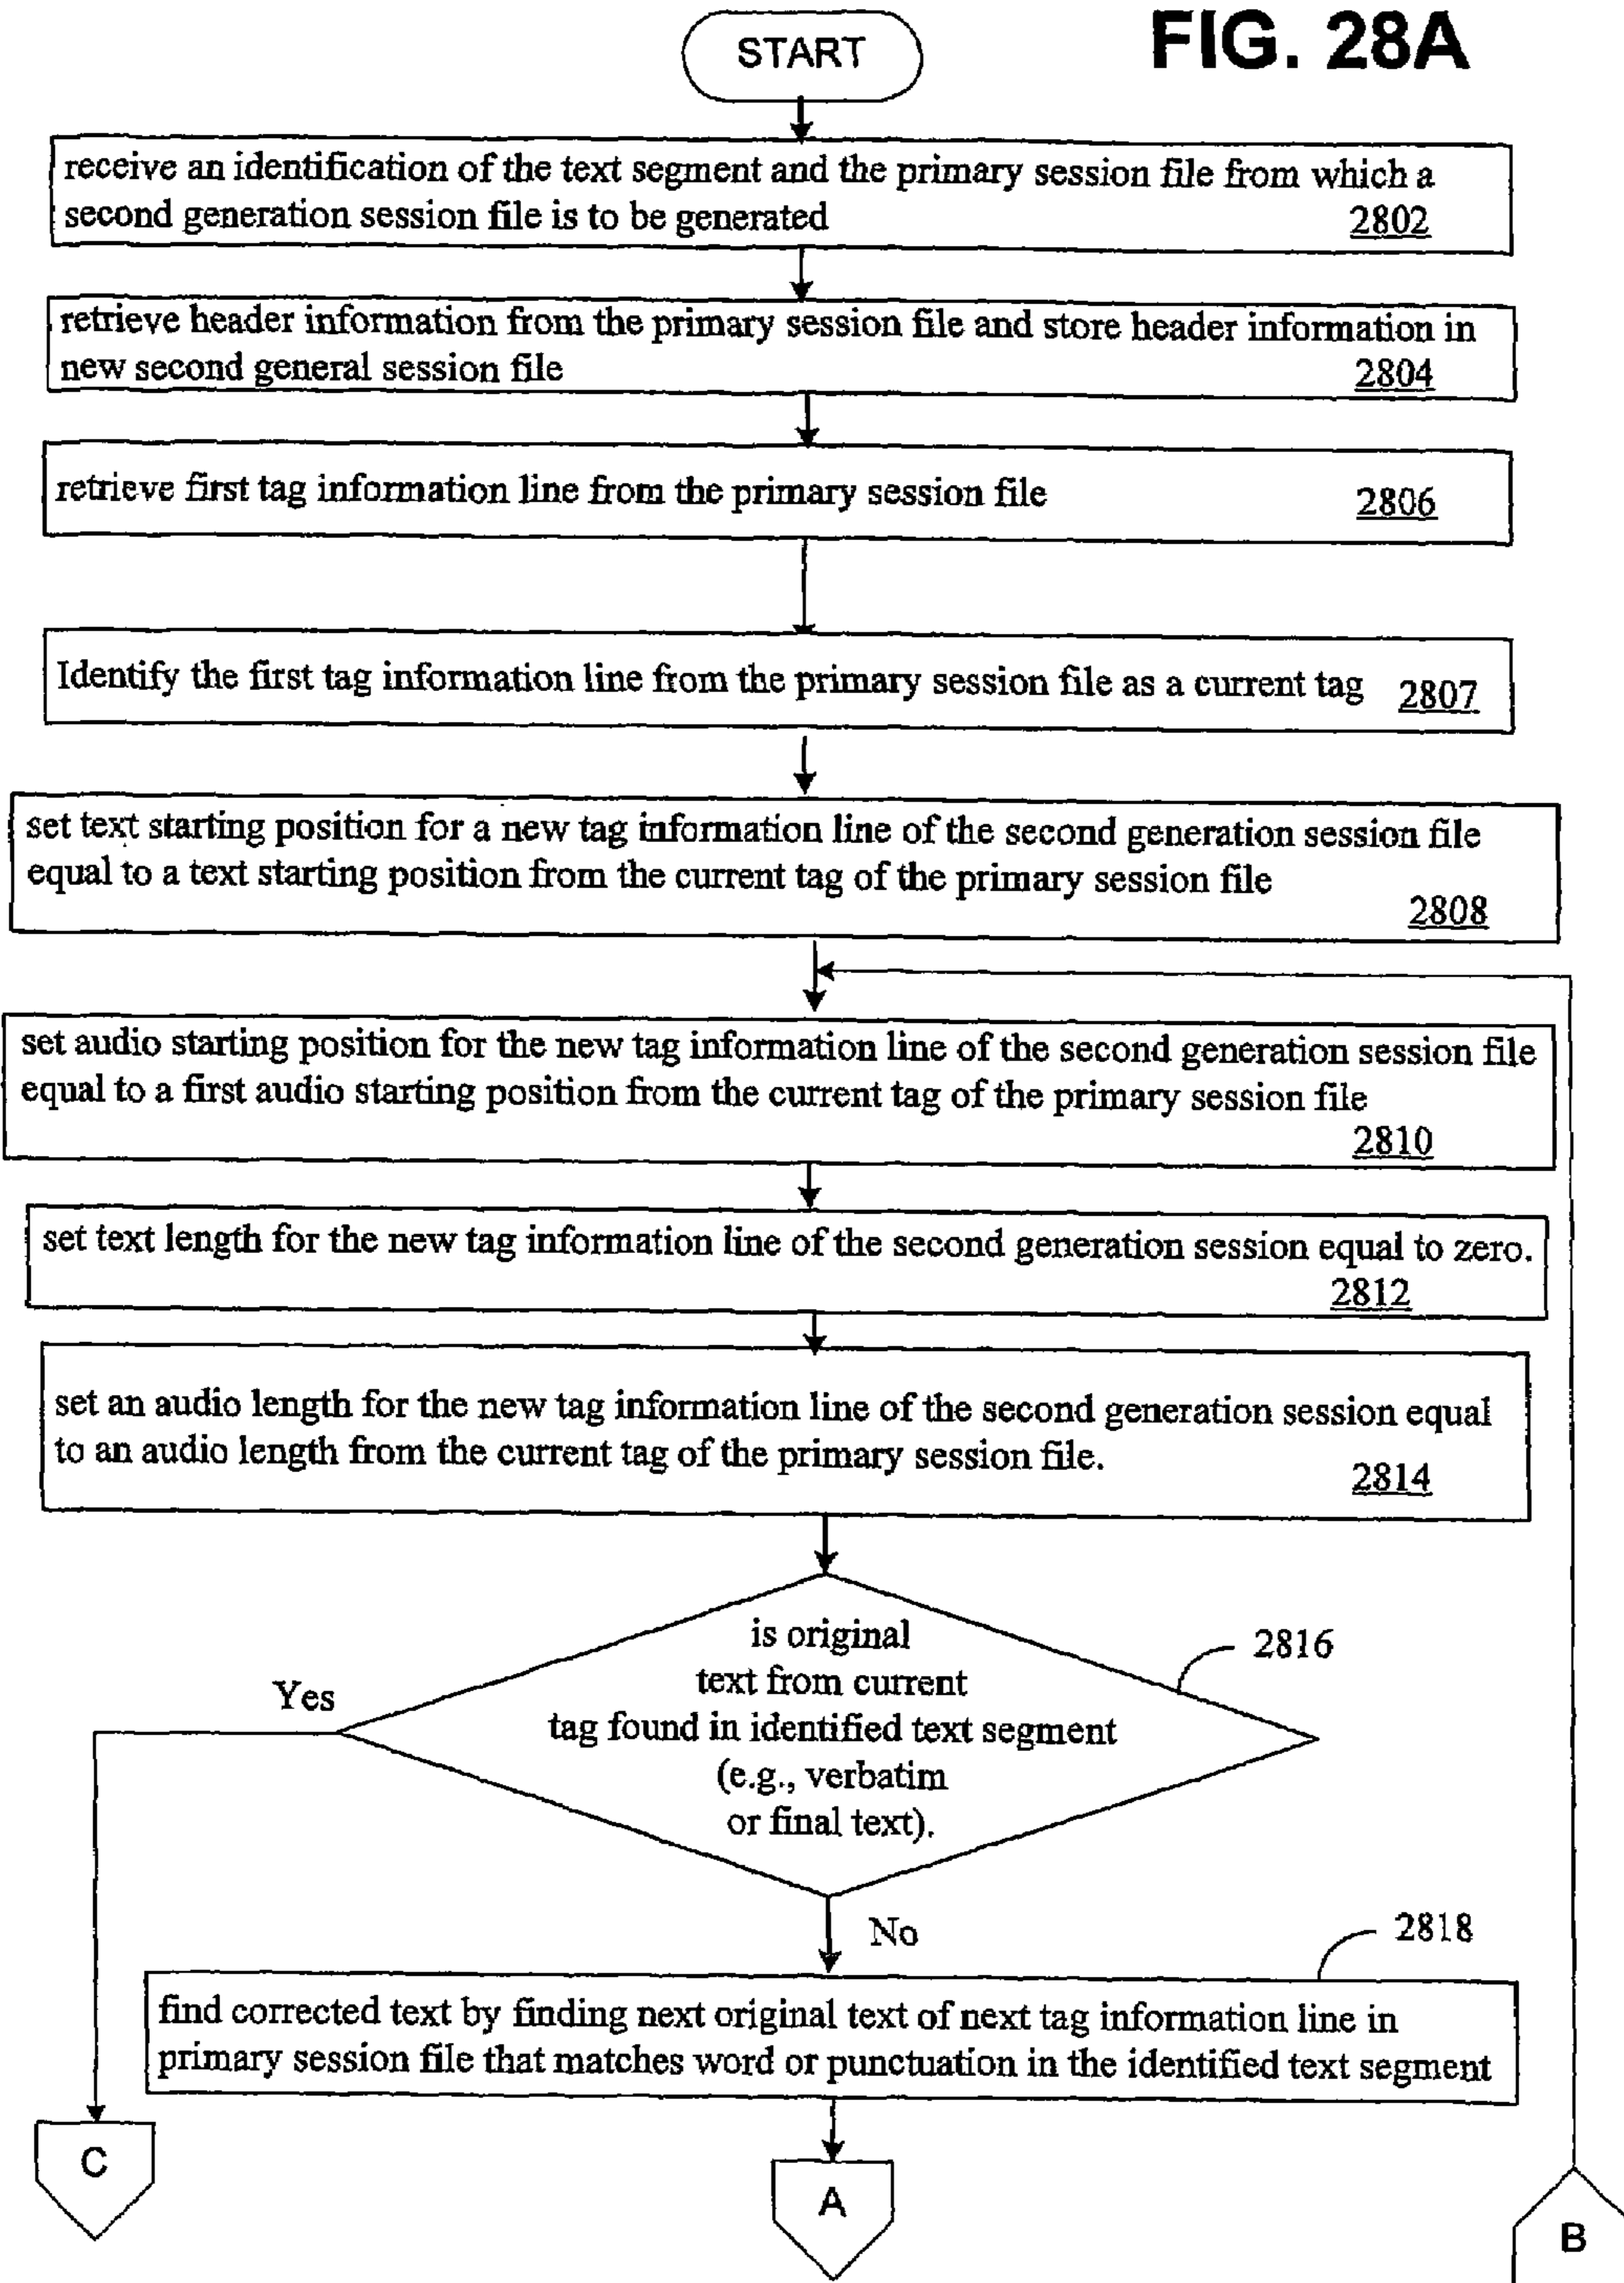 FIG. 28A
START
receive an identification of the text segment and the primary session file from which a
second generation session file is to be generated
2802
retrieve header information from the primary session file and store header information in
new second general session file
2804
retrieve first tag information line from the primary session file
2806
Identify the first tag information line from the primary session file as a current tag
2807
set text starting position for a new tag information line of the second generation session file
equal to a text starting position from the current tag of the primary session file
2808
set audio starting position for the new tag information line of the second generation session file
equal to a first audio starting position from the current tag of the primary session file
2810
set text length for the new tag information line of the second generation session equal to zero.
2812
set an audio length for the new tag information line of the second generation session equal
to an audio length from the current tag of the primary session file.
2814
is original
text from current
tag found in identified text segment
(e.g., verbatim
or final text).
2816
Yes
No
2818
find corrected text by finding next original text of next tag information line in
primary session file that matches word or punctuation in the identified text segment
C
A
B